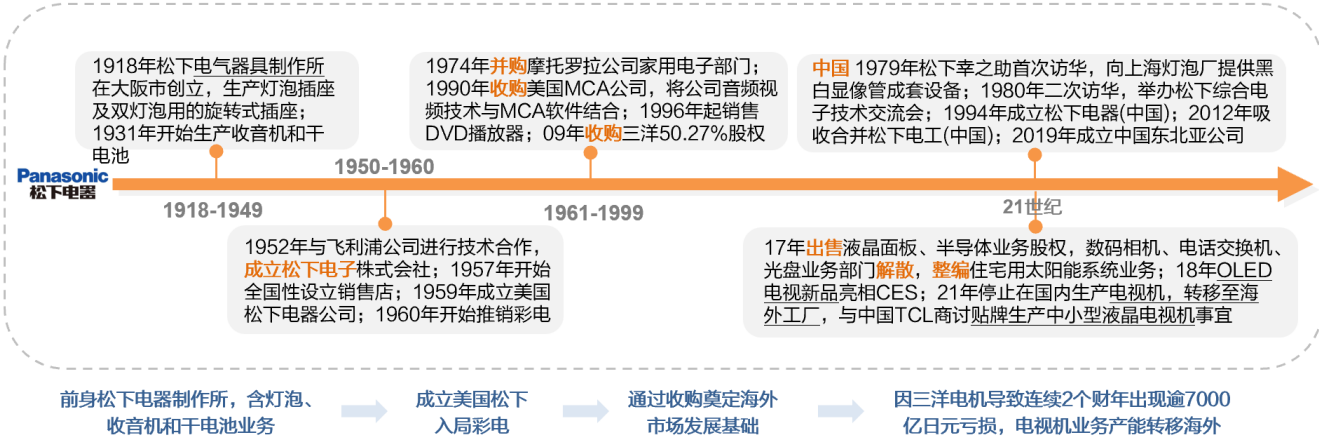 1918年松下电气器具制作所
在大阪市创立，生产灯泡插座
及双灯泡用的旋转式插座；
1931年开始生产收音机和干
电池
1974年并购摩托罗拉公司家用电子部门；
1990年收购美国MCA公司，将公司音频视
频技术与MCA软件结合；1996年起销售
DVD播放器；09年收购三洋50.27%股权
中国 1979年松下幸之助首次访华，向上海灯泡厂提供黑
白显像管成套设备；1980年二次访华，举办松下综合电
子技术交流会；1994年成立松下电器(中国)；2012年吸
收合并松下电工(中国)；2019年成立中国东北亚公司
Panasonic
松下电器
1918-1949
1950-1960
1961-1999
21世纪
1952年与飞利浦公司进行技术合作，
成立松下电子株式会社；1957年开始
全国性设立销售店；1959年成立美国
松下电器公司；1960年开始推销彩电
17年出售液晶面板、半导体业务股权，数码相机、电话交换机、
光盘业务部门解散，整编住宅用太阳能系统业务；18年OLED
电视新品亮相CES；21年停止在国内生产电视机，转移至海
外工厂，与中国TCL商讨贴牌生产中小型液晶电视机事宜
前身松下电器制作所，含灯泡、
收音机和干电池业务
成立美国松下
入局彩电
通过收购奠定海外
市场发展基础
因三洋电机导致连续2个财年出现逾7000
亿日元亏损，电视机业务产能转移海外